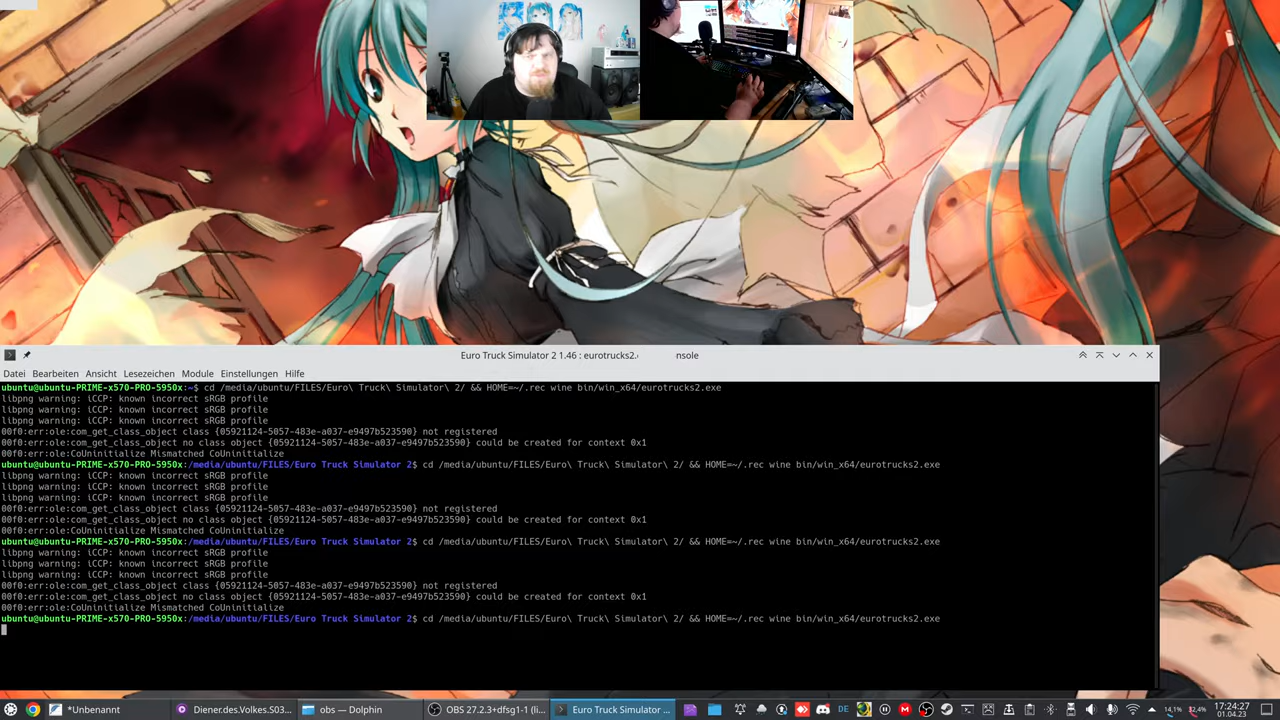 Euro Truck Simulator 2 1.46 : eurotrucks2. nsole
Datei Bearbeiten Ansicht Lesezeichen Module Einstellungen Hilfe
ubuntu@ubuntu-PRIME-x570-PRO-5950x:~$ cd /media/ubuntu/FILES/Euro\ Truck\ Simulator\ 2/ && HOME=~/.rec wine bin/win_x64/eurotrucks2.exe
libpng warning: iCCP: known incorrect sRGB profile
libpng warning: iCCP: known incorrect sRGB profile
libpng warning: iCCP: known incorrect sRGB profile
00f0:err:ole:com_get_class_object class {05921124-5057-483e-a037-e9497b523590} not registered
00f0:err:ole:com_get_class_object no class object {05921124-5057-483e-a037-e9497b523590} could be created for context 0x1
00f0:err:ole:CoUninitialize Mismatched CoUninitialize
ubuntu@ubuntu-PRIME-x570-PRO-5950x:/media/ubuntu/FILES/Euro Truck Simulator 2$ cd /media/ubuntu/FILES/Euro\ Truck\ Simulator\ 2/ && HOME=~/.rec wine bin/win_x64/eurotrucks2.exe
libpng warning: iCCP: known incorrect sRGB profile
libpng warning: iCCP: known incorrect sRGB profile
libpng warning: iCCP: known incorrect sRGB profile
00f0:err:ole:com_get_class_object class {05921124-5057-483e-a037-e9497b523590} not registered
00f0:err:ole:com_get_class_object no class object {05921124-5057-483e-a037-e9497b523590} could be created for context 0x1
00f0:err:ole:CoUninitialize Mismatched CoUninitialize
ubuntu@ubuntu-PRIME-x570-PRO-5950x:/media/ubuntu/FILES/Euro Truck Simulator 2$ cd /media/ubuntu/FILES/Euro\ Truck\ Simulator\ 2/ && HOME=~/.rec wine bin/win_x64/eurotrucks2.exe
libpng warning: iCCP: known incorrect sRGB profile
libpng warning: iCCP: known incorrect sRGB profile
libpng warning: iCCP: known incorrect sRGB profile
00f0:err:ole:com_get_class_object class {05921124-5057-483e-a037-e9497b523590} not registered
00f0:err:ole:com_get_class_object no class object {05921124-5057-483e-a037-e9497b523590} could be created for context 0x1
00f0:err:ole:CoUninitialize Mismatched CoUninitialize
ubuntu@ubuntu-PRIME-x570-PRO-5950x:/media/ubuntu/FILES/Euro Truck Simulator 2$ cd /media/ubuntu/FILES/Euro\ Truck\ Simulator\ 2/ && HOME=~/.rec wine bin/win_x64/eurotrucks2.exe
*Unbenannt Diener.des.Volkes.S03... obs — Dolphin OBS 27.2.3+dfsg1-1 (li... Euro Truck Simulator ... DE 14,1% 32,4% 17:24:27
01.04.23